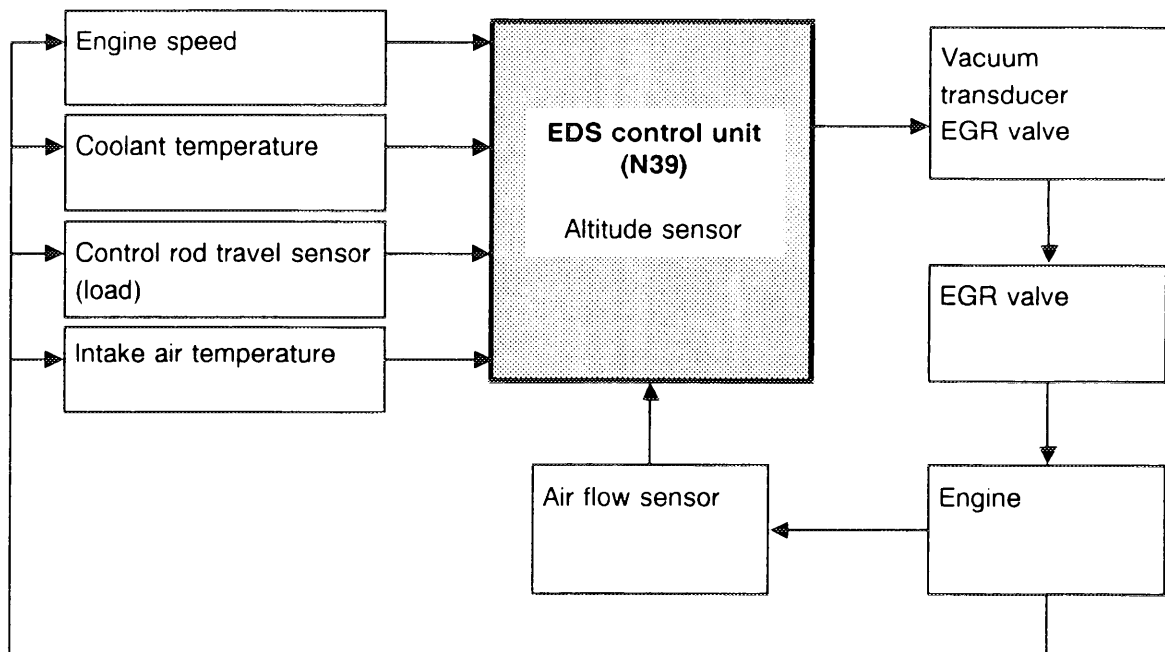 Engine speed
Coolant temperature
Control rod travel sensor
(load)
Intake air temperature
EDS control unit
(N39)
Altitude sensor
Vacuum
transducer
EGR valve
EGR valve
Air flow sensor
Engine